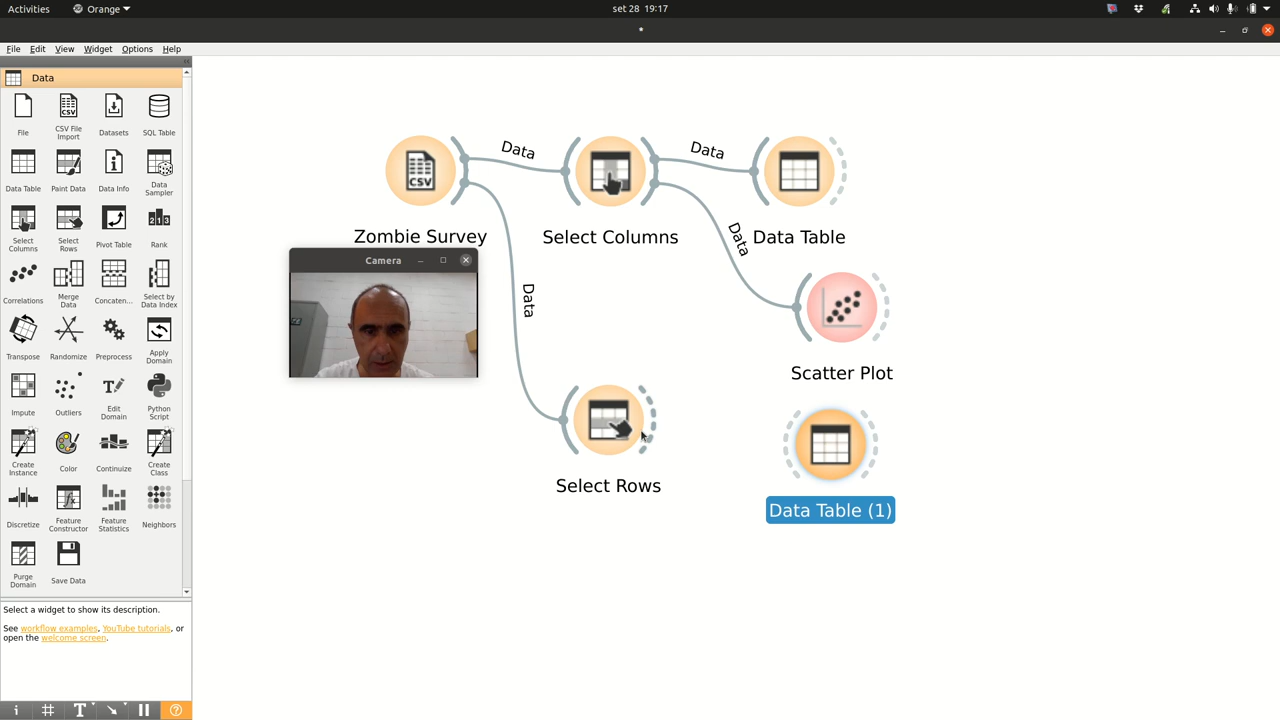 Activities
Orange
set 28 19:17
*
File Edit View Widget Options Help
Data
File
CSV File Import
Datasets
SQL Table
Data Table
Paint Data
Data Info
Data Sampler
Select Columns
Select Rows
Pivot Table
Rank
Correlations
Merge Data
Concaten...
Select by Data Index
Transpose
Randomize
Preprocess
Apply Domain
Impute
Outliers
Edit Domain
Python Script
Create Instance
Color
Continuize
Create Class
Discretize
Feature Constructor
Feature Statistics
Neighbors
Purge Domain
Save Data
Select a widget to show its description.
See workflow examples, YouTube tutorials, or
open the welcome screen.
CSV
Data
Data
Zombie Survey
Select Columns
Data Table
Data
Camera
Data
Scatter Plot
Select Rows
Data Table (1)